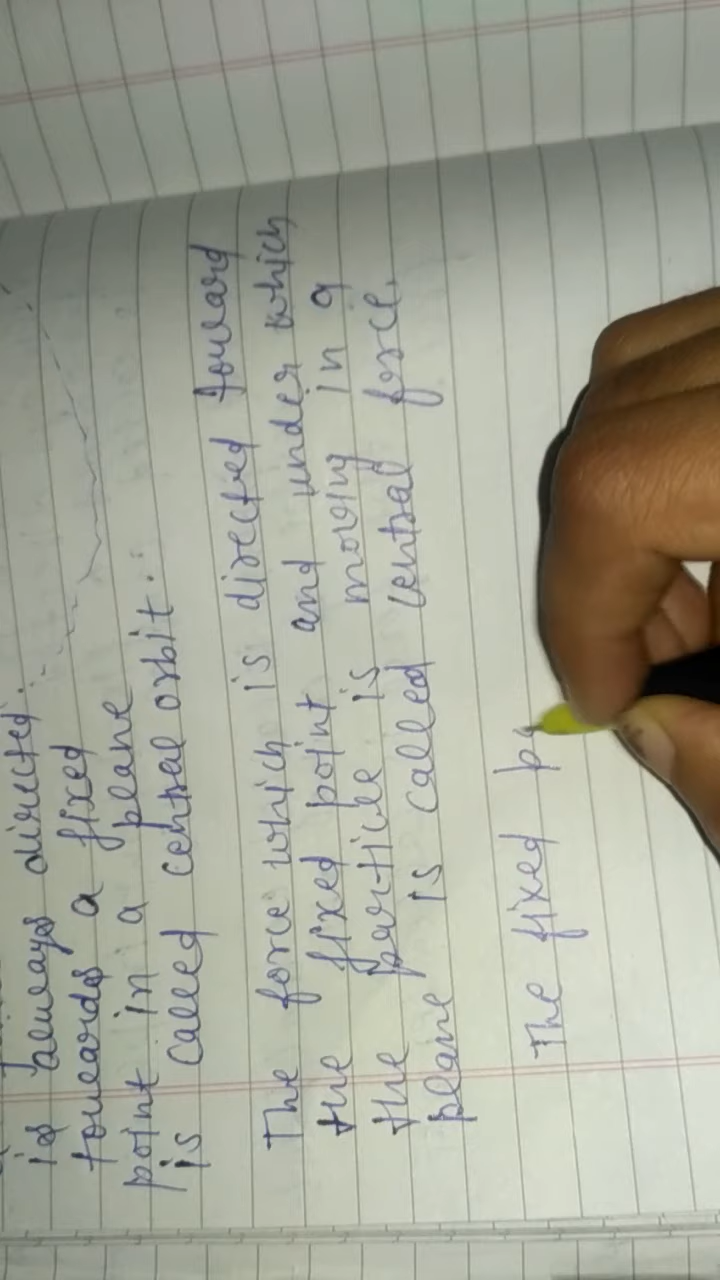 is always directed
towards a fixed
point in a plane
is called central orbit.
The force which is directed toward
the fixed point and under which
the particle is moving in a
plane is called central force.
The fixed